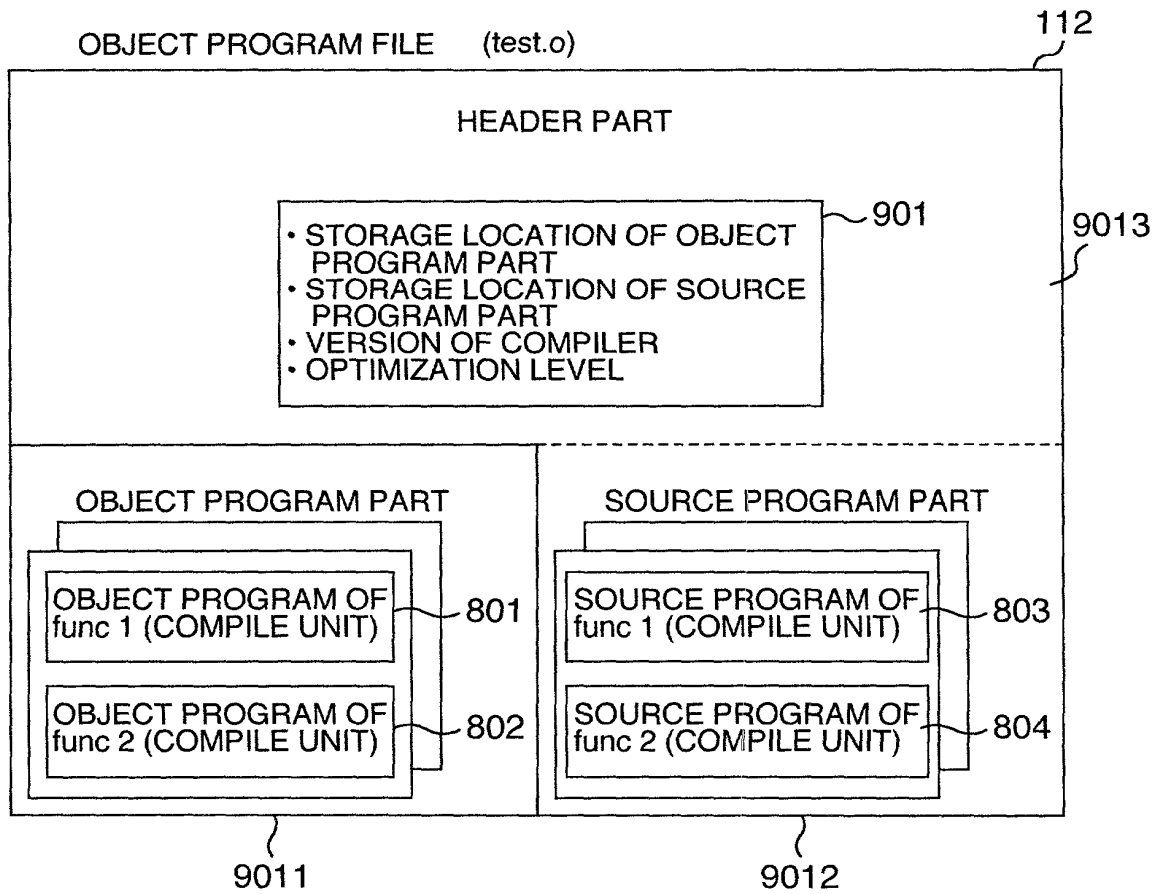 112
OBJECT PROGRAM FILE (test.o)
HEADER PART
901
9013
• STORAGE LOCATION OF OBJECT
PROGRAM PART
• STORAGE LOCATION OF SOURCE
PROGRAM PART
• VERSION OF COMPILER
• OPTIMIZATION LEVEL
OBJECT PROGRAM PART
OBJECT PROGRAM OF
func 1 (COMPILE UNIT)
801
OBJECT PROGRAM OF
func 2 (COMPILE UNIT)
802
SOURCE PROGRAM PART
SOURCE PROGRAM OF
func 1 (COMPILE UNIT)
803
SOURCE PROGRAM OF
func 2 (COMPILE UNIT)
804
9011
9012